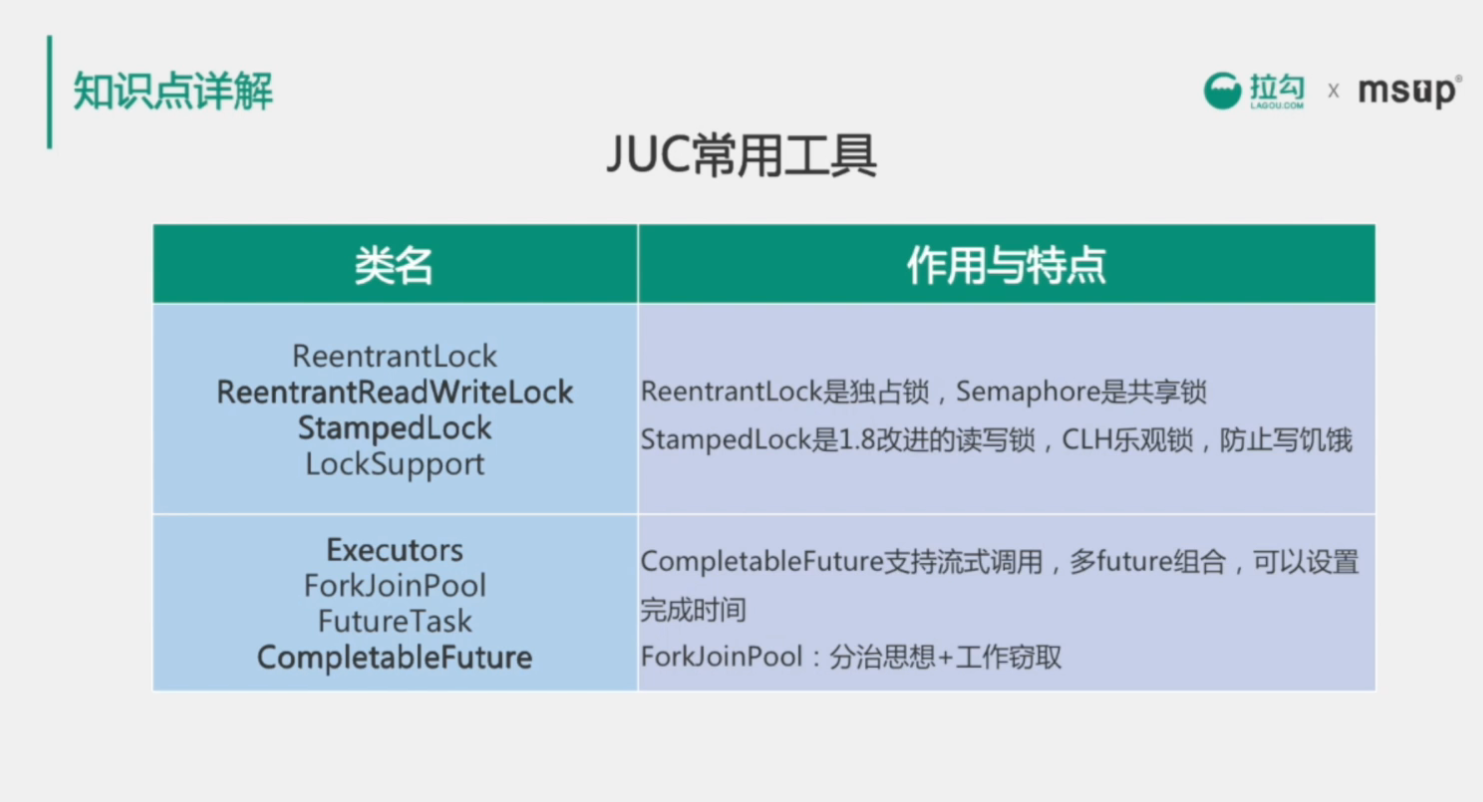 知识点详解
拉勾
LAGOU.COM
x
msup®
JUC常用工具
类名
作用与特点
ReentrantLock
ReentrantReadWriteLock
StampedLock
LockSupport
ReentrantLock是独占锁，Semaphore是共享锁
StampedLock是1.8改进的读写锁，CLH乐观锁，防止写饥饿
Executors
ForkJoinPool
FutureTask
CompletableFuture
CompletableFuture支持流式调用，多future组合，可以设置
完成时间
ForkJoinPool：分治思想+工作窃取